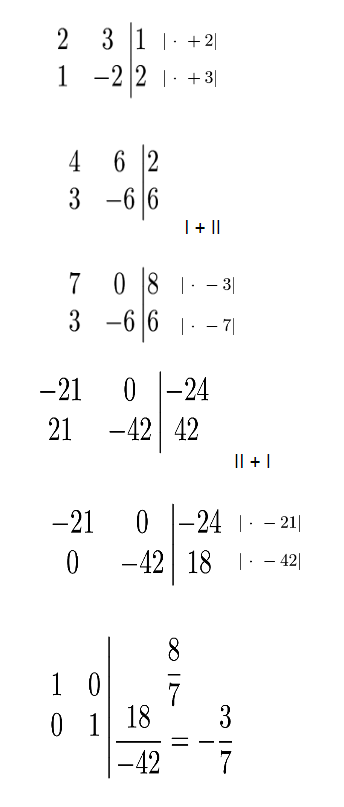 2 3 | 1 | · + 2|
1 −2 | 2 | · + 3|
4 6 | 2
3 −6 | 6
I + II
7 0 | 8 | · − 3|
3 −6 | 6 | · − 7|
−21 0 | −24
21 −42 | 42
II + I
−21 0 | −24 | · − 21|
0 −42 | 18 | · − 42|
1 0 | 8/7
0 1 | 18/−42 = −3/7